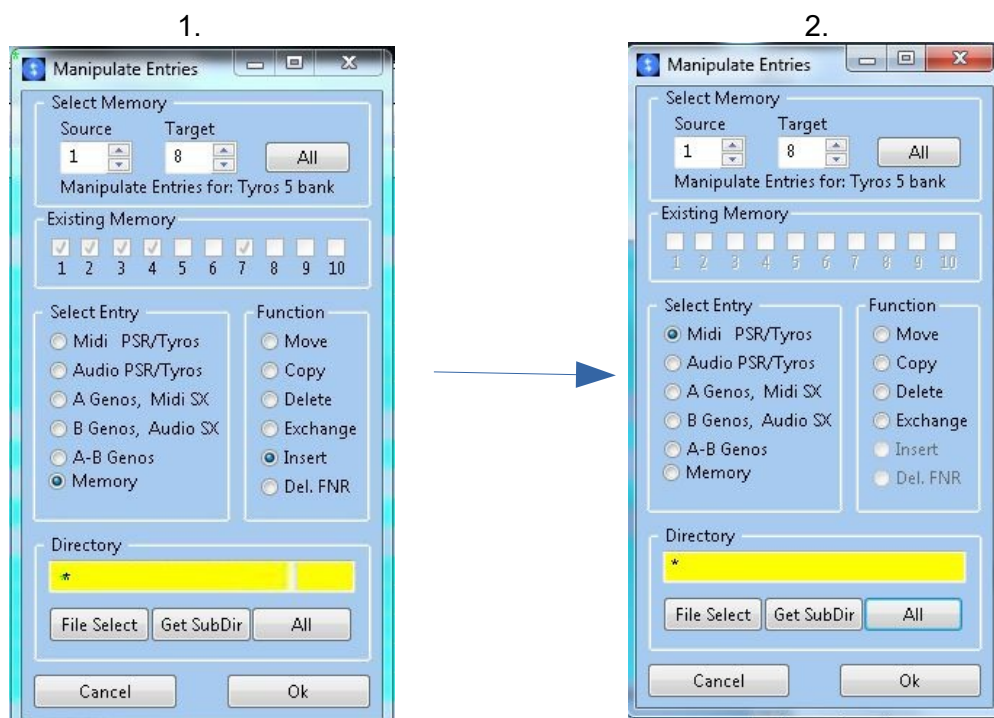 1.
Manipulate Entries
Select Memory
Source Target
1 8 All
Manipulate Entries for: Tyros 5 bank
Existing Memory
1 2 3 4 5 6 7 8 9 10
Select Entry
Midi PSR/Tyros
Audio PSR/Tyros
A Genos, Midi SX
B Genos, Audio SX
A-B Genos
Memory
Function
Move
Copy
Delete
Exchange
Insert
Del. FNR
Directory
*
File Select Get SubDir All
Cancel Ok
2.
Manipulate Entries
Select Memory
Source Target
1 8 All
Manipulate Entries for: Tyros 5 bank
Existing Memory
1 2 3 4 5 6 7 8 9 10
Select Entry
Midi PSR/Tyros
Audio PSR/Tyros
A Genos, Midi SX
B Genos, Audio SX
A-B Genos
Memory
Function
Move
Copy
Delete
Exchange
Insert
Del. FNR
Directory
*
File Select Get SubDir All
Cancel Ok